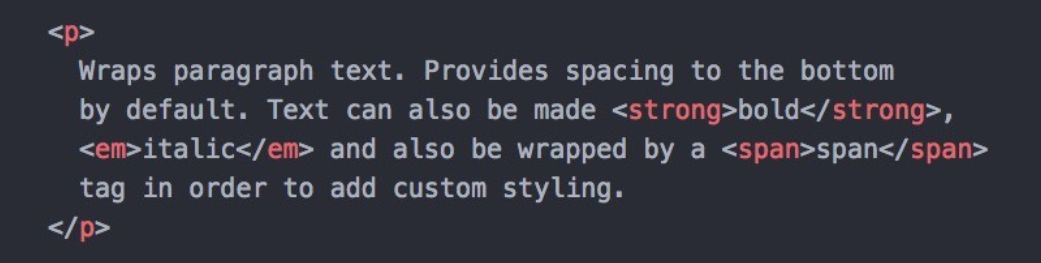 <p>
Wraps paragraph text. Provides spacing to the bottom
by default. Text can also be made <strong>bold</strong>,
<em>italic</em> and also be wrapped by a <span>span</span>
tag in order to add custom styling.
</p>